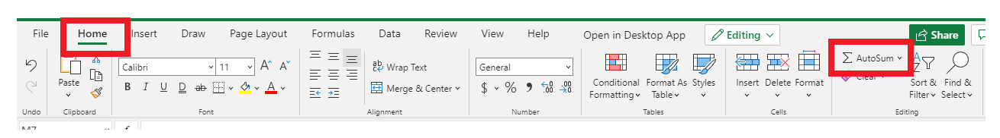 File Home Insert Draw Page Layout Formulas Data Review View Help Open in Desktop App Editing Share
Calibri 11 General AutoSum
Paste Wrap Text Clear
Conditional Formatting Format As Table Styles Insert Delete Format Sort & Filter Find & Select
B I U D ab A Merge & Center $ % 9 .00 .00
Undo Clipboard Font Alignment Number Tables Cells Editing